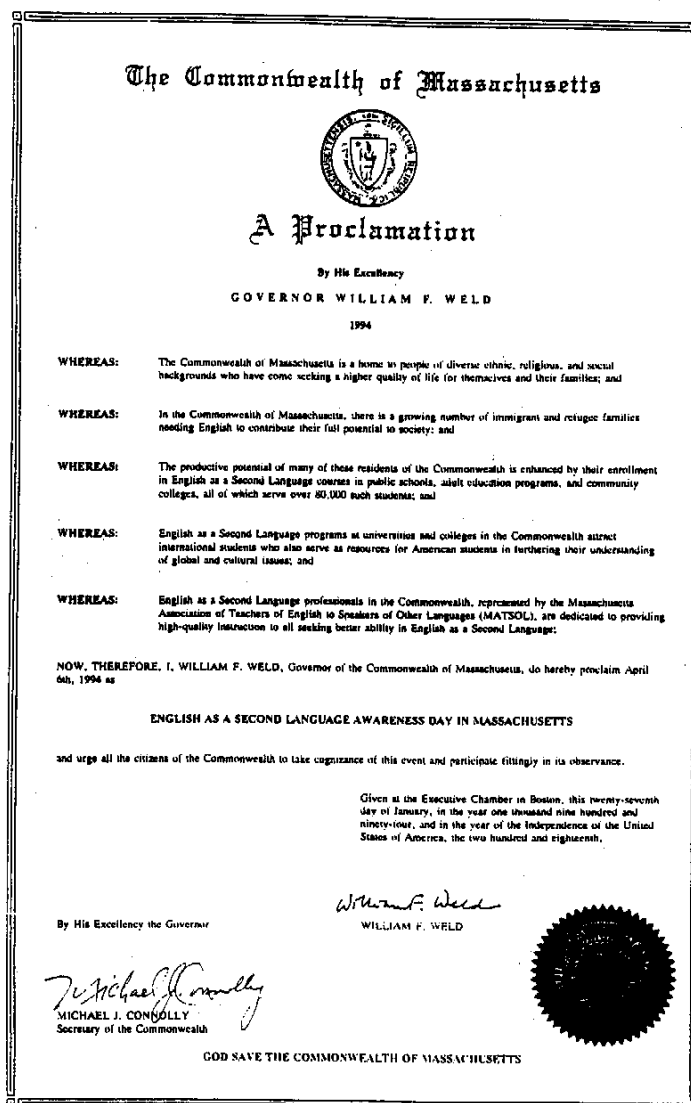 The Commonwealth of Massachusetts
A Proclamation
By His Excellency
GOVERNOR WILLIAM F. WELD
1994
WHEREAS: The Commonwealth of Massachusetts is a home to people of diverse ethnic, religious, and social
backgrounds who have come seeking a higher quality of life for themselves and their families; and
WHEREAS: In the Commonwealth of Massachusetts, there is a growing number of immigrant and refugee families
needing English to contribute their full potential to society; and
WHEREAS: The productive potential of many of these residents of the Commonwealth is enhanced by their enrollment
in English as a Second Language courses in public schools, adult education programs, and community
colleges, all of which serve over 80,000 such students; and
WHEREAS: English as a Second Language programs at universities and colleges in the Commonwealth attract
international students who also serve as resources for American students in furthering their understanding
of global and cultural issues; and
WHEREAS: English as a Second Language professionals in the Commonwealth, represented by the Massachusetts
Association of Teachers of English to Speakers of Other Languages (MATSOL), are dedicated to providing
high-quality instruction to all seeking better ability in English as a Second Language;
NOW, THEREFORE, I, WILLIAM F. WELD, Governor of the Commonwealth of Massachusetts, do hereby proclaim April
6th, 1994 as
ENGLISH AS A SECOND LANGUAGE AWARENESS DAY IN MASSACHUSETTS
and urge all the citizens of the Commonwealth to take cognizance of this event and participate fittingly in its observance.
Given at the Executive Chamber in Boston, this twenty-seventh
day of January, in the year one thousand nine hundred and
ninety-four, and in the year of the Independence of the United
States of America, the two hundred and eighteenth.
William F. Weld
By His Excellency the Governor
WILLIAM F. WELD
Michael J. Connolly
MICHAEL J. CONNOLLY
Secretary of the Commonwealth
GOD SAVE THE COMMONWEALTH OF MASSACHUSETTS